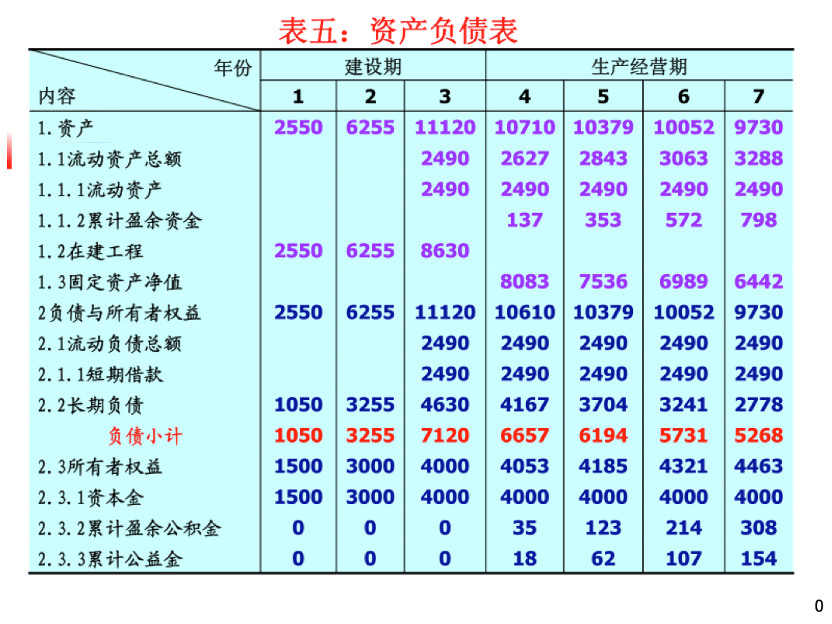 表五：资产负债表
年份 建设期 生产经营期
内容 1 2 3 4 5 6 7
1.资产 2550 6255 11120 10710 10379 10052 9730
1.1流动资产总额 2490 2627 2843 3063 3288
1.1.1流动资产 2490 2490 2490 2490 2490
1.1.2累计盈余资金 137 353 572 798
1.2在建工程 2550 6255 8630
1.3固定资产净值 8083 7536 6989 6442
2负债与所有者权益 2550 6255 11120 10610 10379 10052 9730
2.1流动负债总额 2490 2490 2490 2490 2490
2.1.1短期借款 2490 2490 2490 2490 2490
2.2长期负债 1050 3255 4630 4167 3704 3241 2778
负债小计 1050 3255 7120 6657 6194 5731 5268
2.3所有者权益 1500 3000 4000 4053 4185 4321 4463
2.3.1资本金 1500 3000 4000 4000 4000 4000 4000
2.3.2累计盈余公积金 0 0 0 35 123 214 308
2.3.3累计公益金 0 0 0 18 62 107 154
0